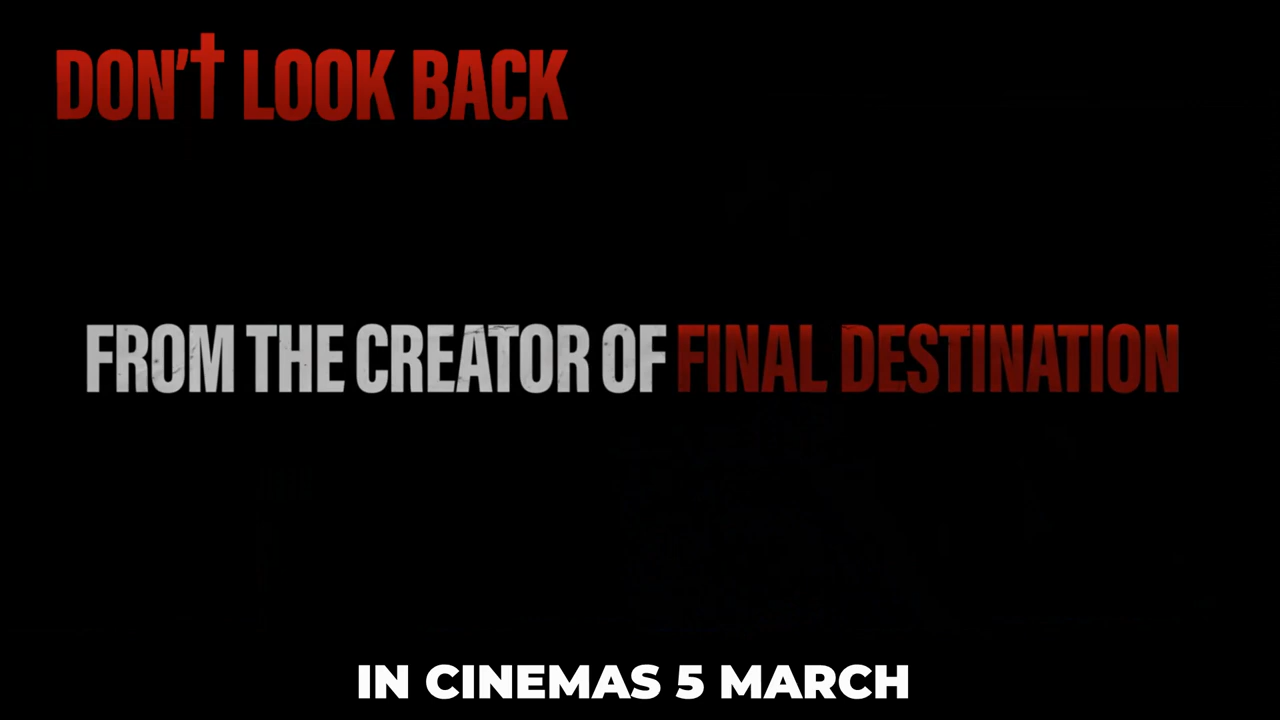 DON'T LOOK BACK
FROM THE CREATOR OF FINAL DESTINATION
IN CINEMAS 5 MARCH